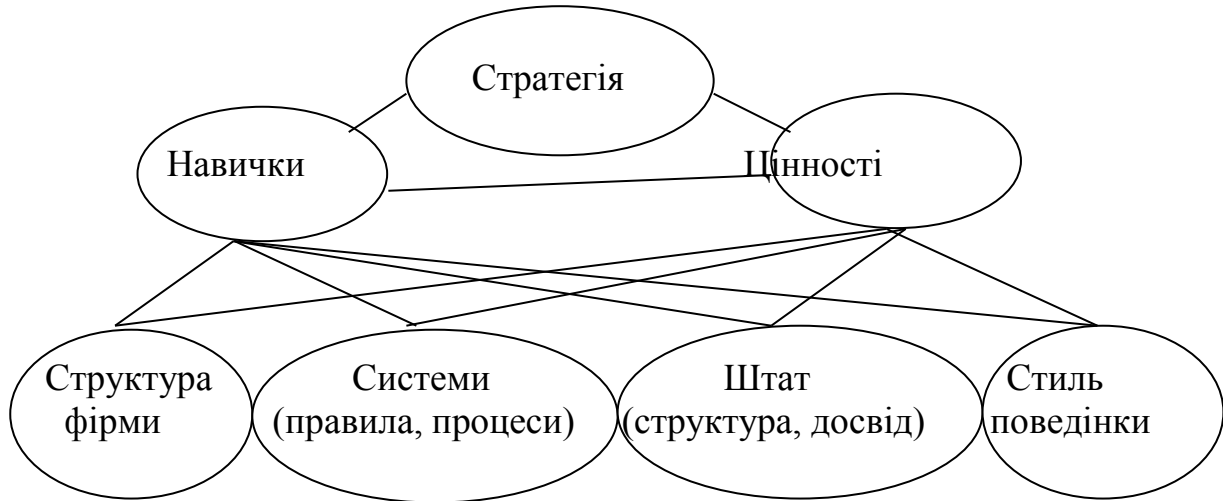 Стратегія
Навички
Цінності
Структура
фірми
Системи
(правила, процеси)
Штат
(структура, досвід)
Стиль
поведінки